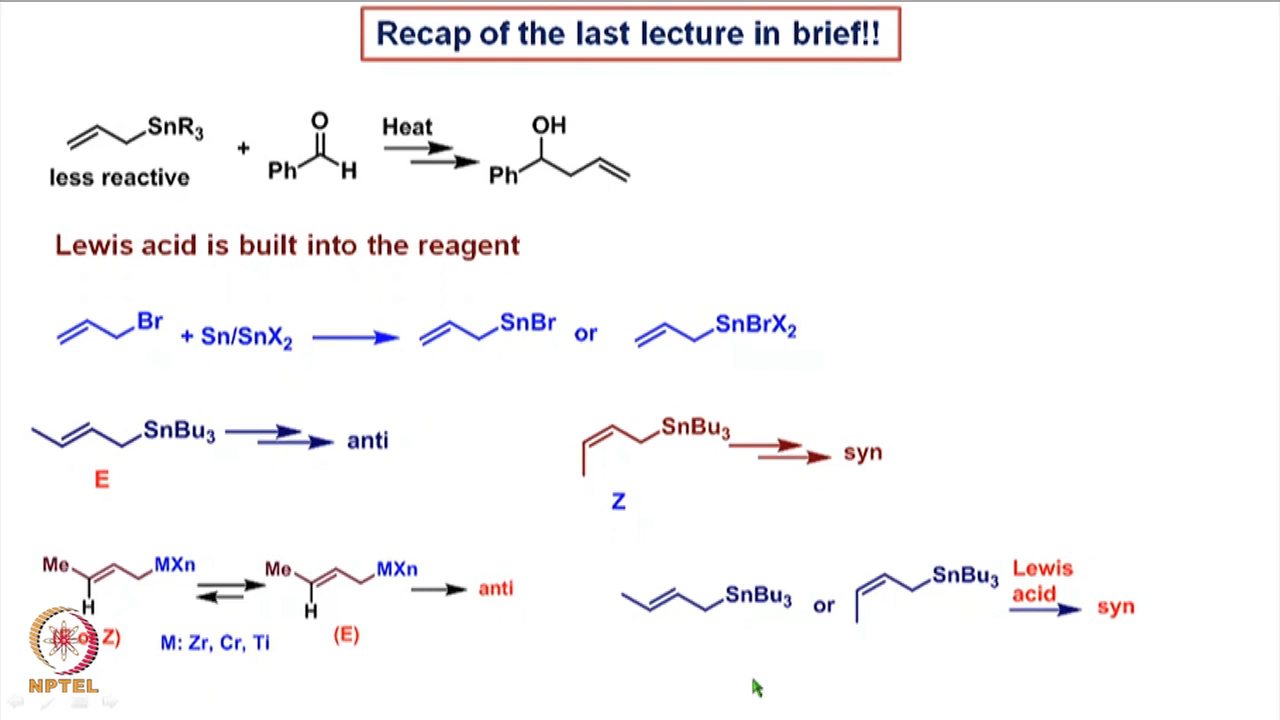 Recap of the last lecture in brief!!
SnR3
less reactive
+
O
Ph
H
Heat
OH
Ph
Lewis acid is built into the reagent
Br
+ Sn/SnX2
SnBr
or
SnBrX2
SnBu3
anti
E
SnBu3
syn
Z
Me
MXn
H
Z)
M: Zr, Cr, Ti
Me
MXn
H
(E)
anti
SnBu3
or
SnBu3
Lewis
acid
syn
NPTEL